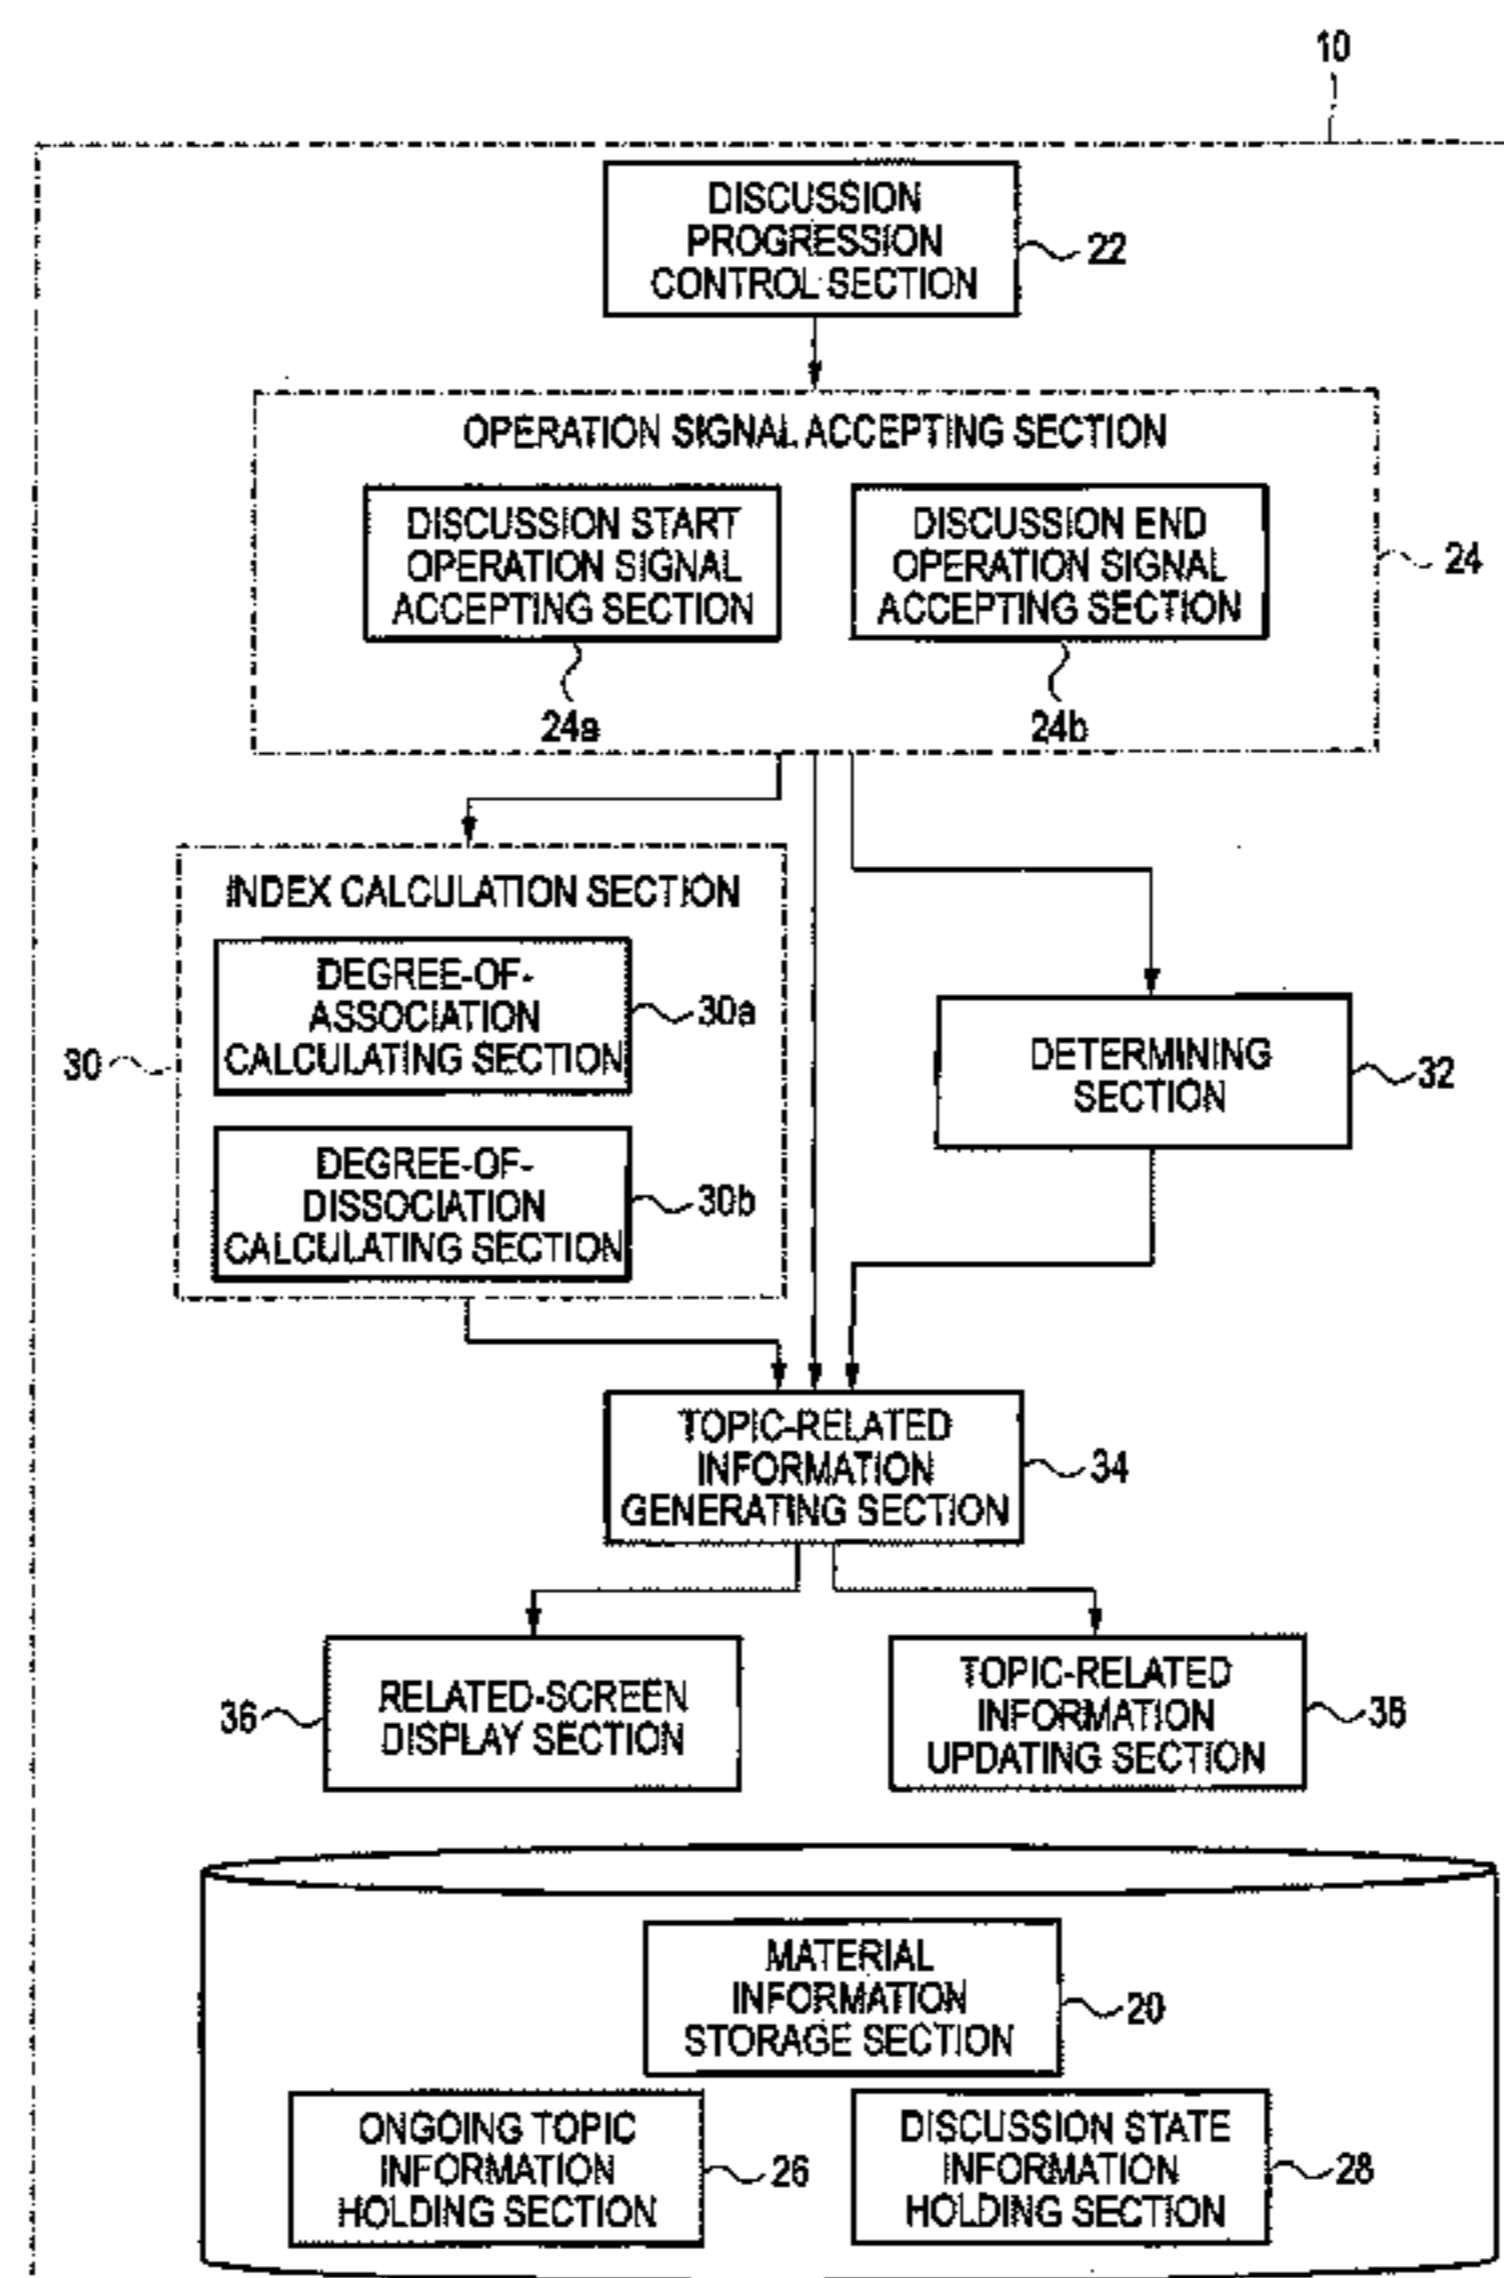 10
DISCUSSION
PROGRESSION
CONTROL SECTION
22
OPERATION SIGNAL ACCEPTING SECTION
DISCUSSION START
OPERATION SIGNAL
ACCEPTING SECTION
24a
DISCUSSION END
OPERATION SIGNAL
ACCEPTING SECTION
24b
24
INDEX CALCULATION SECTION
DEGREE-OF-
ASSOCIATION
CALCULATING SECTION
30a
DEGREE-OF-
DISSOCIATION
CALCULATING SECTION
30b
30
DETERMINING
SECTION
32
TOPIC-RELATED
INFORMATION
GENERATING SECTION
34
36
RELATED-SCREEN
DISPLAY SECTION
TOPIC-RELATED
INFORMATION
UPDATING SECTION
38
MATERIAL
INFORMATION
STORAGE SECTION
20
ONGOING TOPIC
INFORMATION
HOLDING SECTION
26
DISCUSSION STATE
INFORMATION
HOLDING SECTION
28